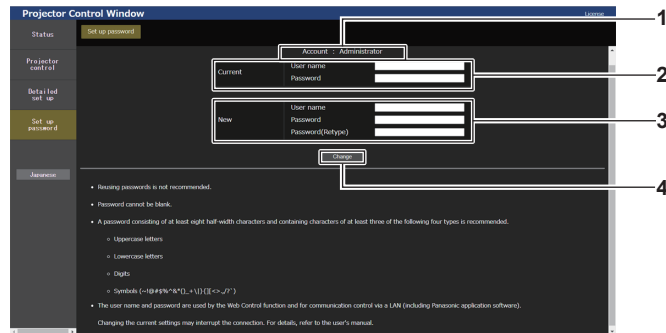 Projector Control Window
License
1
Status
Set up password
Account : Administrator
Projector
control
Current
User name
Password
2
Detailed
set up
New
User name
Password
Password(Retype)
3
Set up
password
Change
4
Japanese
• Reusing passwords is not recommended.
• Password cannot be blank.
• A password consisting of at least eight half-width characters and containing characters of at least three of the following four types is recommended.
○ Uppercase letters
○ Lowercase letters
○ Digits
○ Symbols (~!@#$%^&*()_+\|}{][<>.,/?`)
• The user name and password are used by the Web Control function and for communication control via a LAN (including Panasonic application software).
Changing the current settings may interrupt the connection. For details, refer to the user's manual.